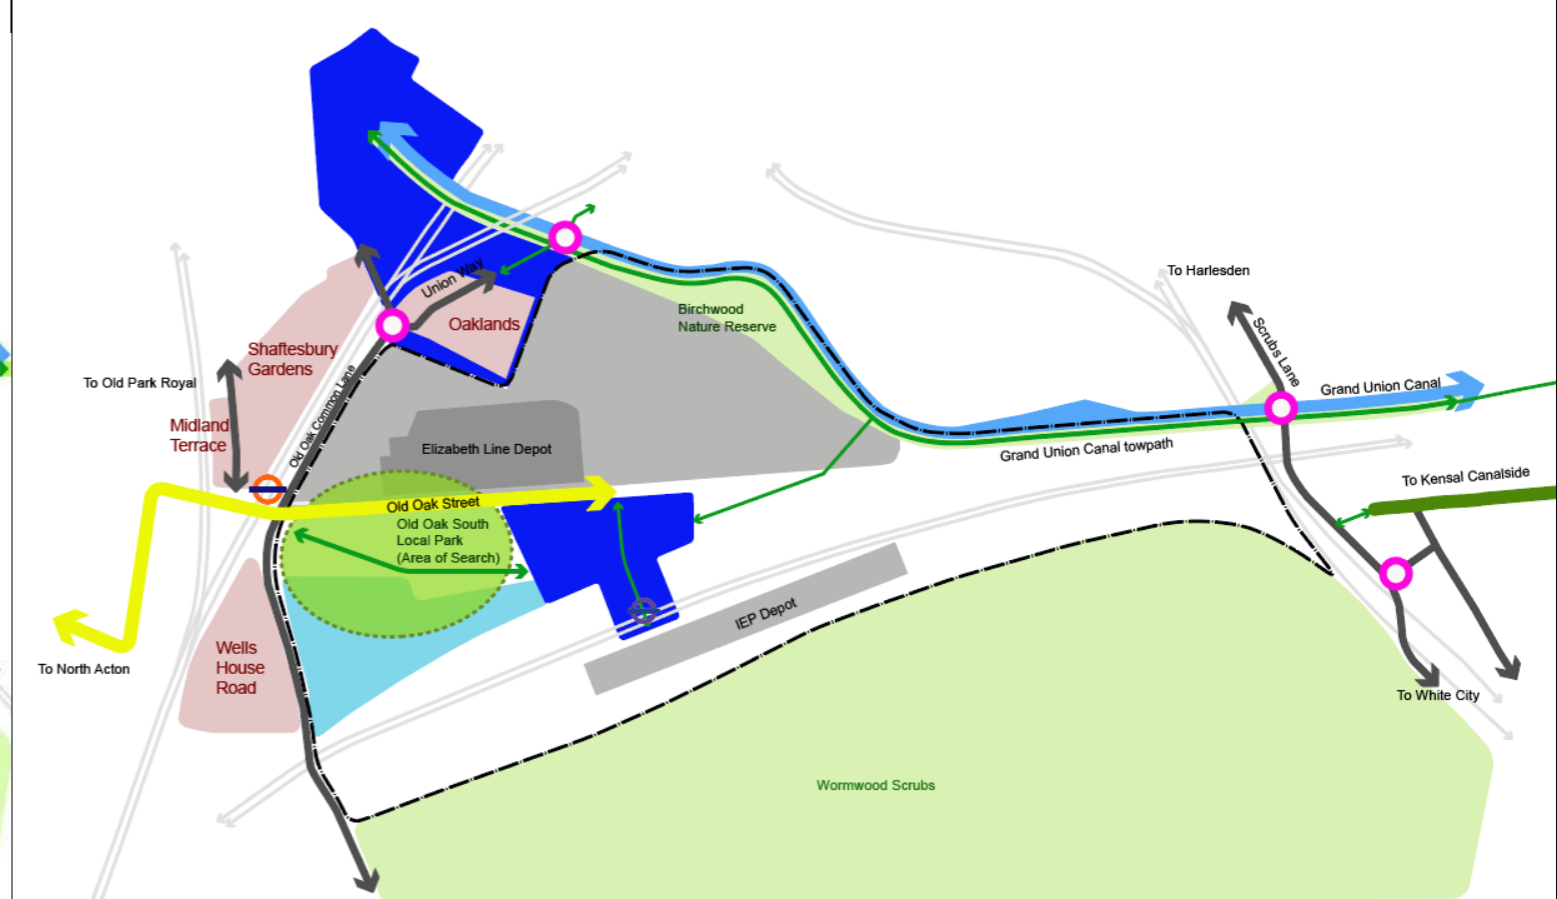 To Harlesden
Union Way
Birchwood
Nature Reserve
Oaklands
Scrubs Lane
Shaftesbury
Gardens
To Old Park Royal
Old Oak Common Lane
Grand Union Canal
Midland
Terrace
Elizabeth Line Depot
Grand Union Canal towpath
To Kensal Canalside
Old Oak Street
Old Oak South
Local Park
(Area of Search)
IEP Depot
Wells
House
Road
To North Acton
To White City
Wormwood Scrubs